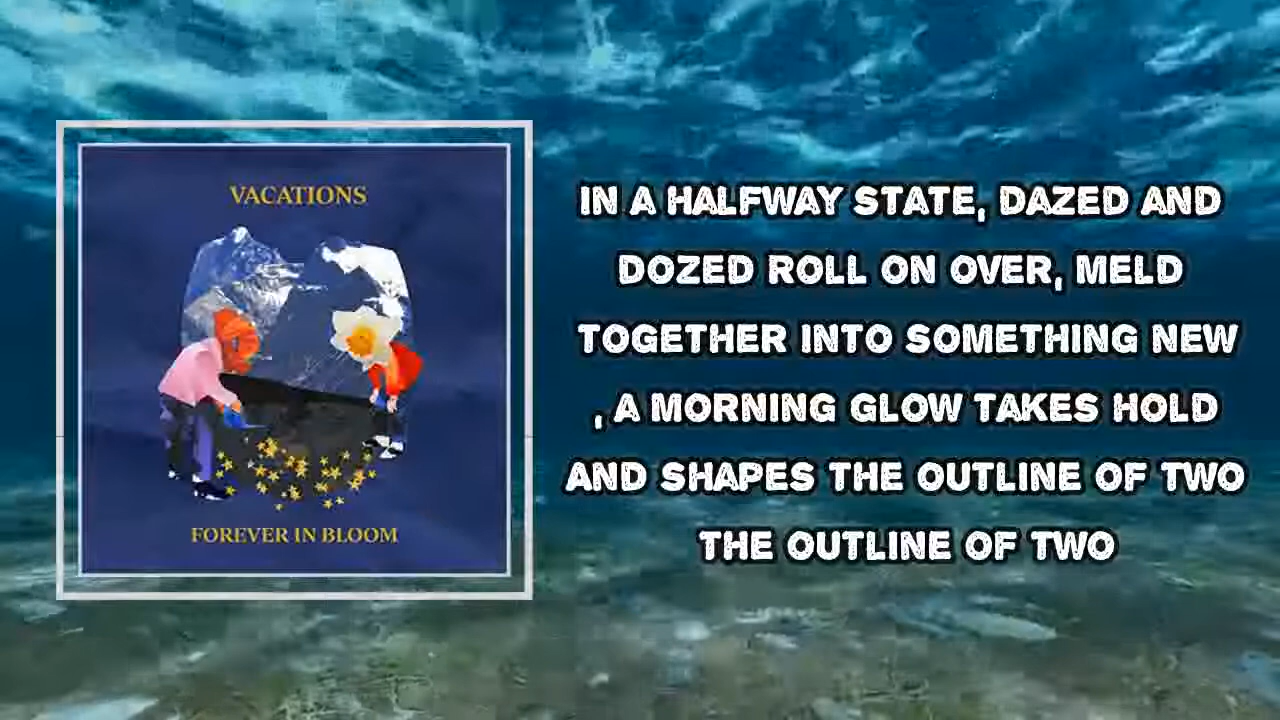 VACATIONS
FOREVER IN BLOOM
IN A HALFWAY STATE, DAZED AND
DOZED ROLL ON OVER, MELD
TOGETHER INTO SOMETHING NEW
, A MORNING GLOW TAKES HOLD
AND SHAPES THE OUTLINE OF TWO
THE OUTLINE OF TWO